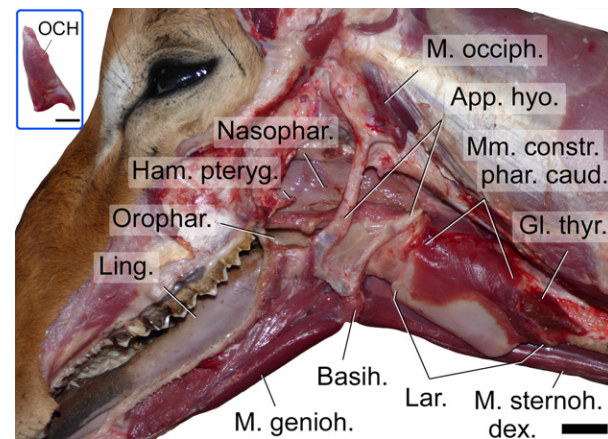 OCH
M. occiph.
App. hyo.
Nasophar.
Mm. constr.
phar. caud.
Ham. pteryg.
Orophar.
Gl. thyr.
Ling.
Basih.
Lar.
M. sternoh.
dex.
M. genioh.